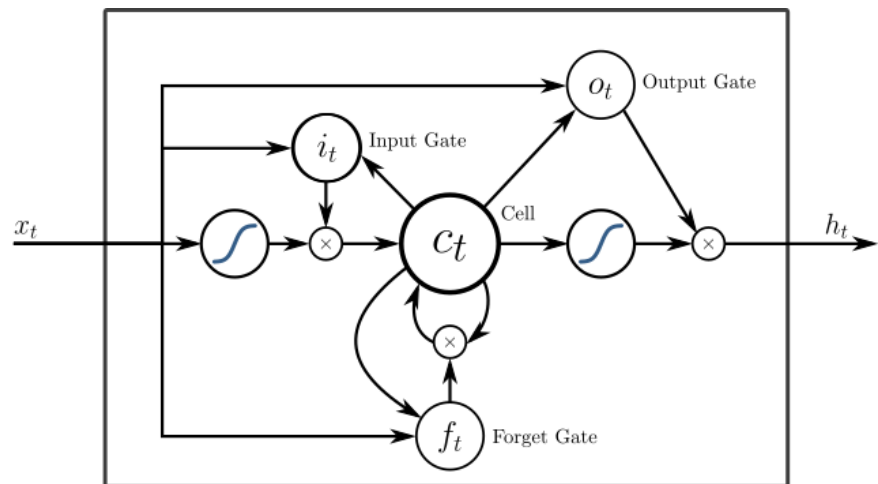 o_t Output Gate
i_t Input Gate
x_t
Cell
c_t
h_t
×
×
×
f_t Forget Gate